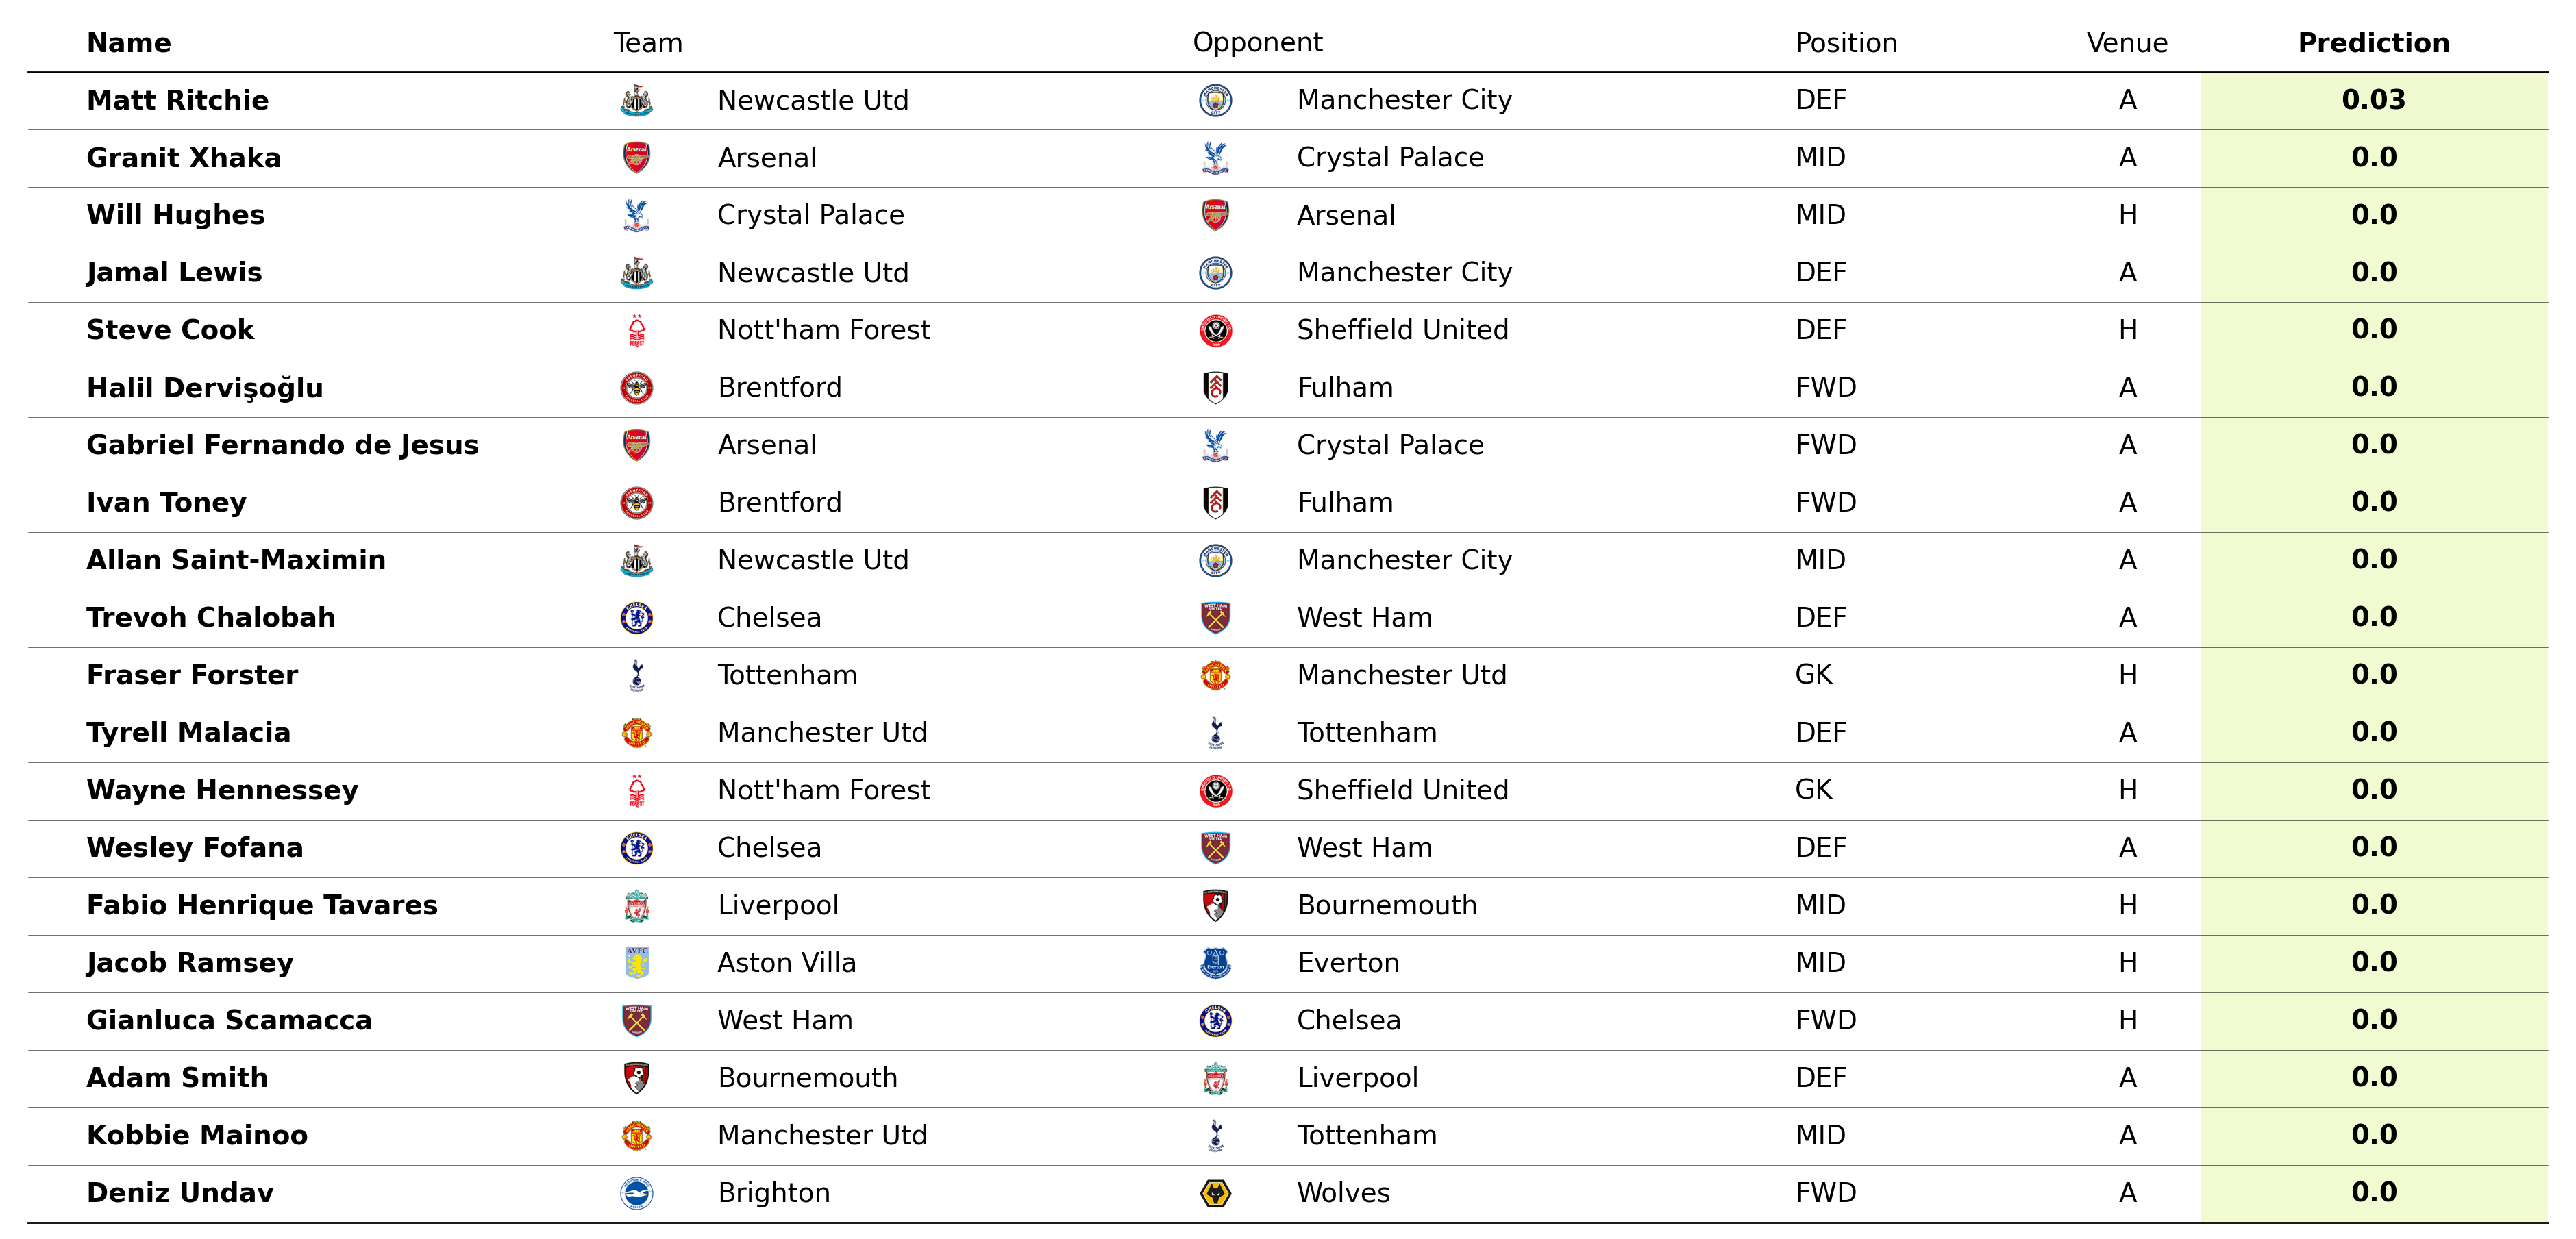 Name Team Opponent Position Venue Prediction
Matt Ritchie Newcastle Utd Manchester City DEF A 0.03
Granit Xhaka Arsenal Crystal Palace MID A 0.0
Will Hughes Crystal Palace Arsenal MID H 0.0
Jamal Lewis Newcastle Utd Manchester City DEF A 0.0
Steve Cook Nott'ham Forest Sheffield United DEF H 0.0
Halil Dervişoğlu Brentford Fulham FWD A 0.0
Gabriel Fernando de Jesus Arsenal Crystal Palace FWD A 0.0
Ivan Toney Brentford Fulham FWD A 0.0
Allan Saint-Maximin Newcastle Utd Manchester City MID A 0.0
Trevoh Chalobah Chelsea West Ham DEF A 0.0
Fraser Forster Tottenham Manchester Utd GK H 0.0
Tyrell Malacia Manchester Utd Tottenham DEF A 0.0
Wayne Hennessey Nott'ham Forest Sheffield United GK H 0.0
Wesley Fofana Chelsea West Ham DEF A 0.0
Fabio Henrique Tavares Liverpool Bournemouth MID H 0.0
Jacob Ramsey Aston Villa Everton MID H 0.0
Gianluca Scamacca West Ham Chelsea FWD H 0.0
Adam Smith Bournemouth Liverpool DEF A 0.0
Kobbie Mainoo Manchester Utd Tottenham MID A 0.0
Deniz Undav Brighton Wolves FWD A 0.0